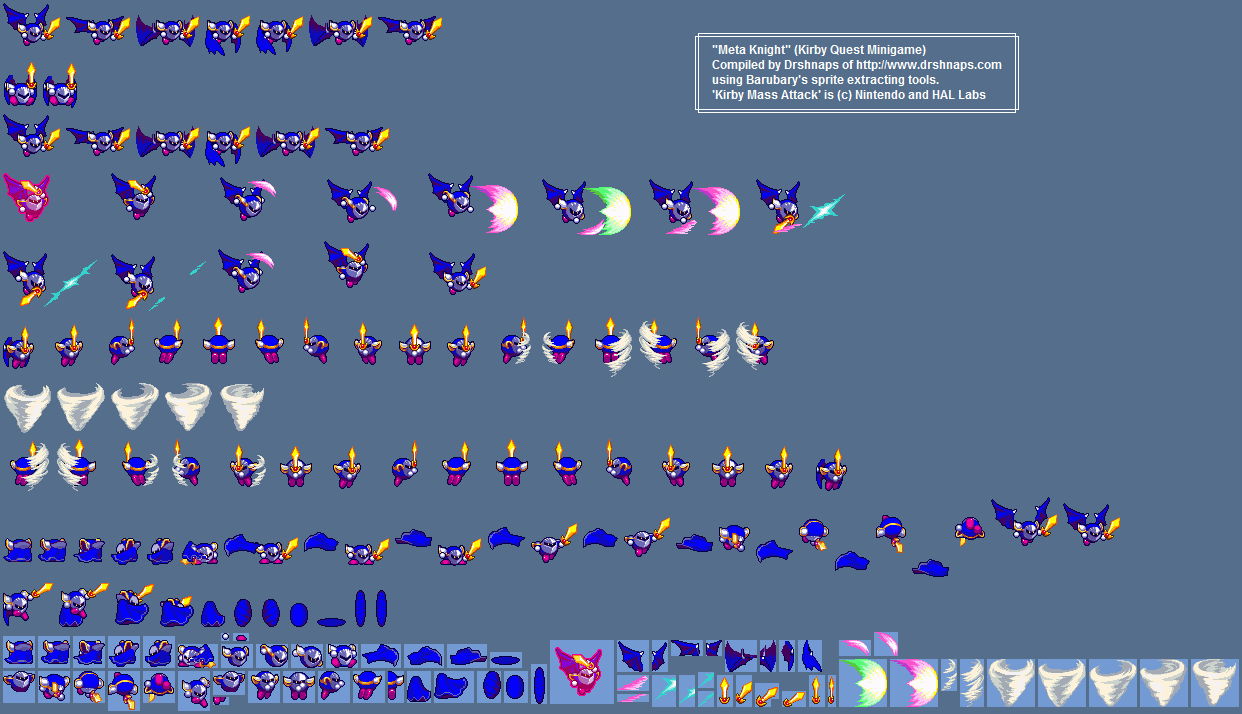 "Meta Knight" (Kirby Quest Minigame)
Compiled by Drshnaps of http://www.drshnaps.com
using Barubary's sprite extracting tools.
'Kirby Mass Attack' is (c) Nintendo and HAL Labs